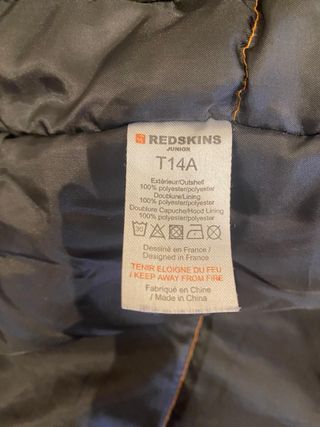 REDSKINS
JUNIOR
T14A
Extérieur/Outshell
100% polyester/polyester
Doublure/Lining
100% polyester/polyester
Doublure Capuche/Hood Lining
100% polyester/polyester
30
Dessiné en France /
Designed in France
TENIR ELOIGNE DU FEU
/ KEEP AWAY FROM FIRE
Fabriqué en Chine
/ Made in China